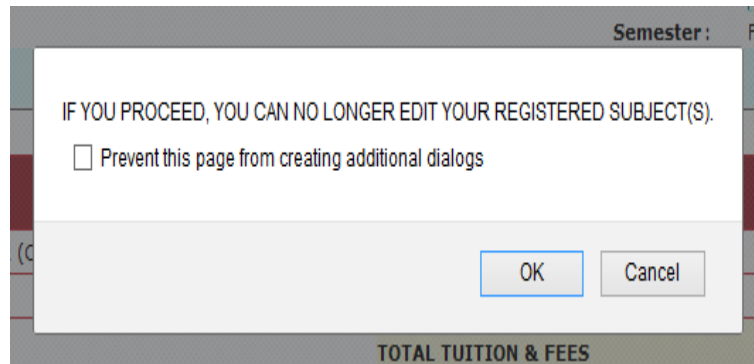 Semester :
IF YOU PROCEED, YOU CAN NO LONGER EDIT YOUR REGISTERED SUBJECT(S).
Prevent this page from creating additional dialogs
(C
OK Cancel
TOTAL TUITION & FEES